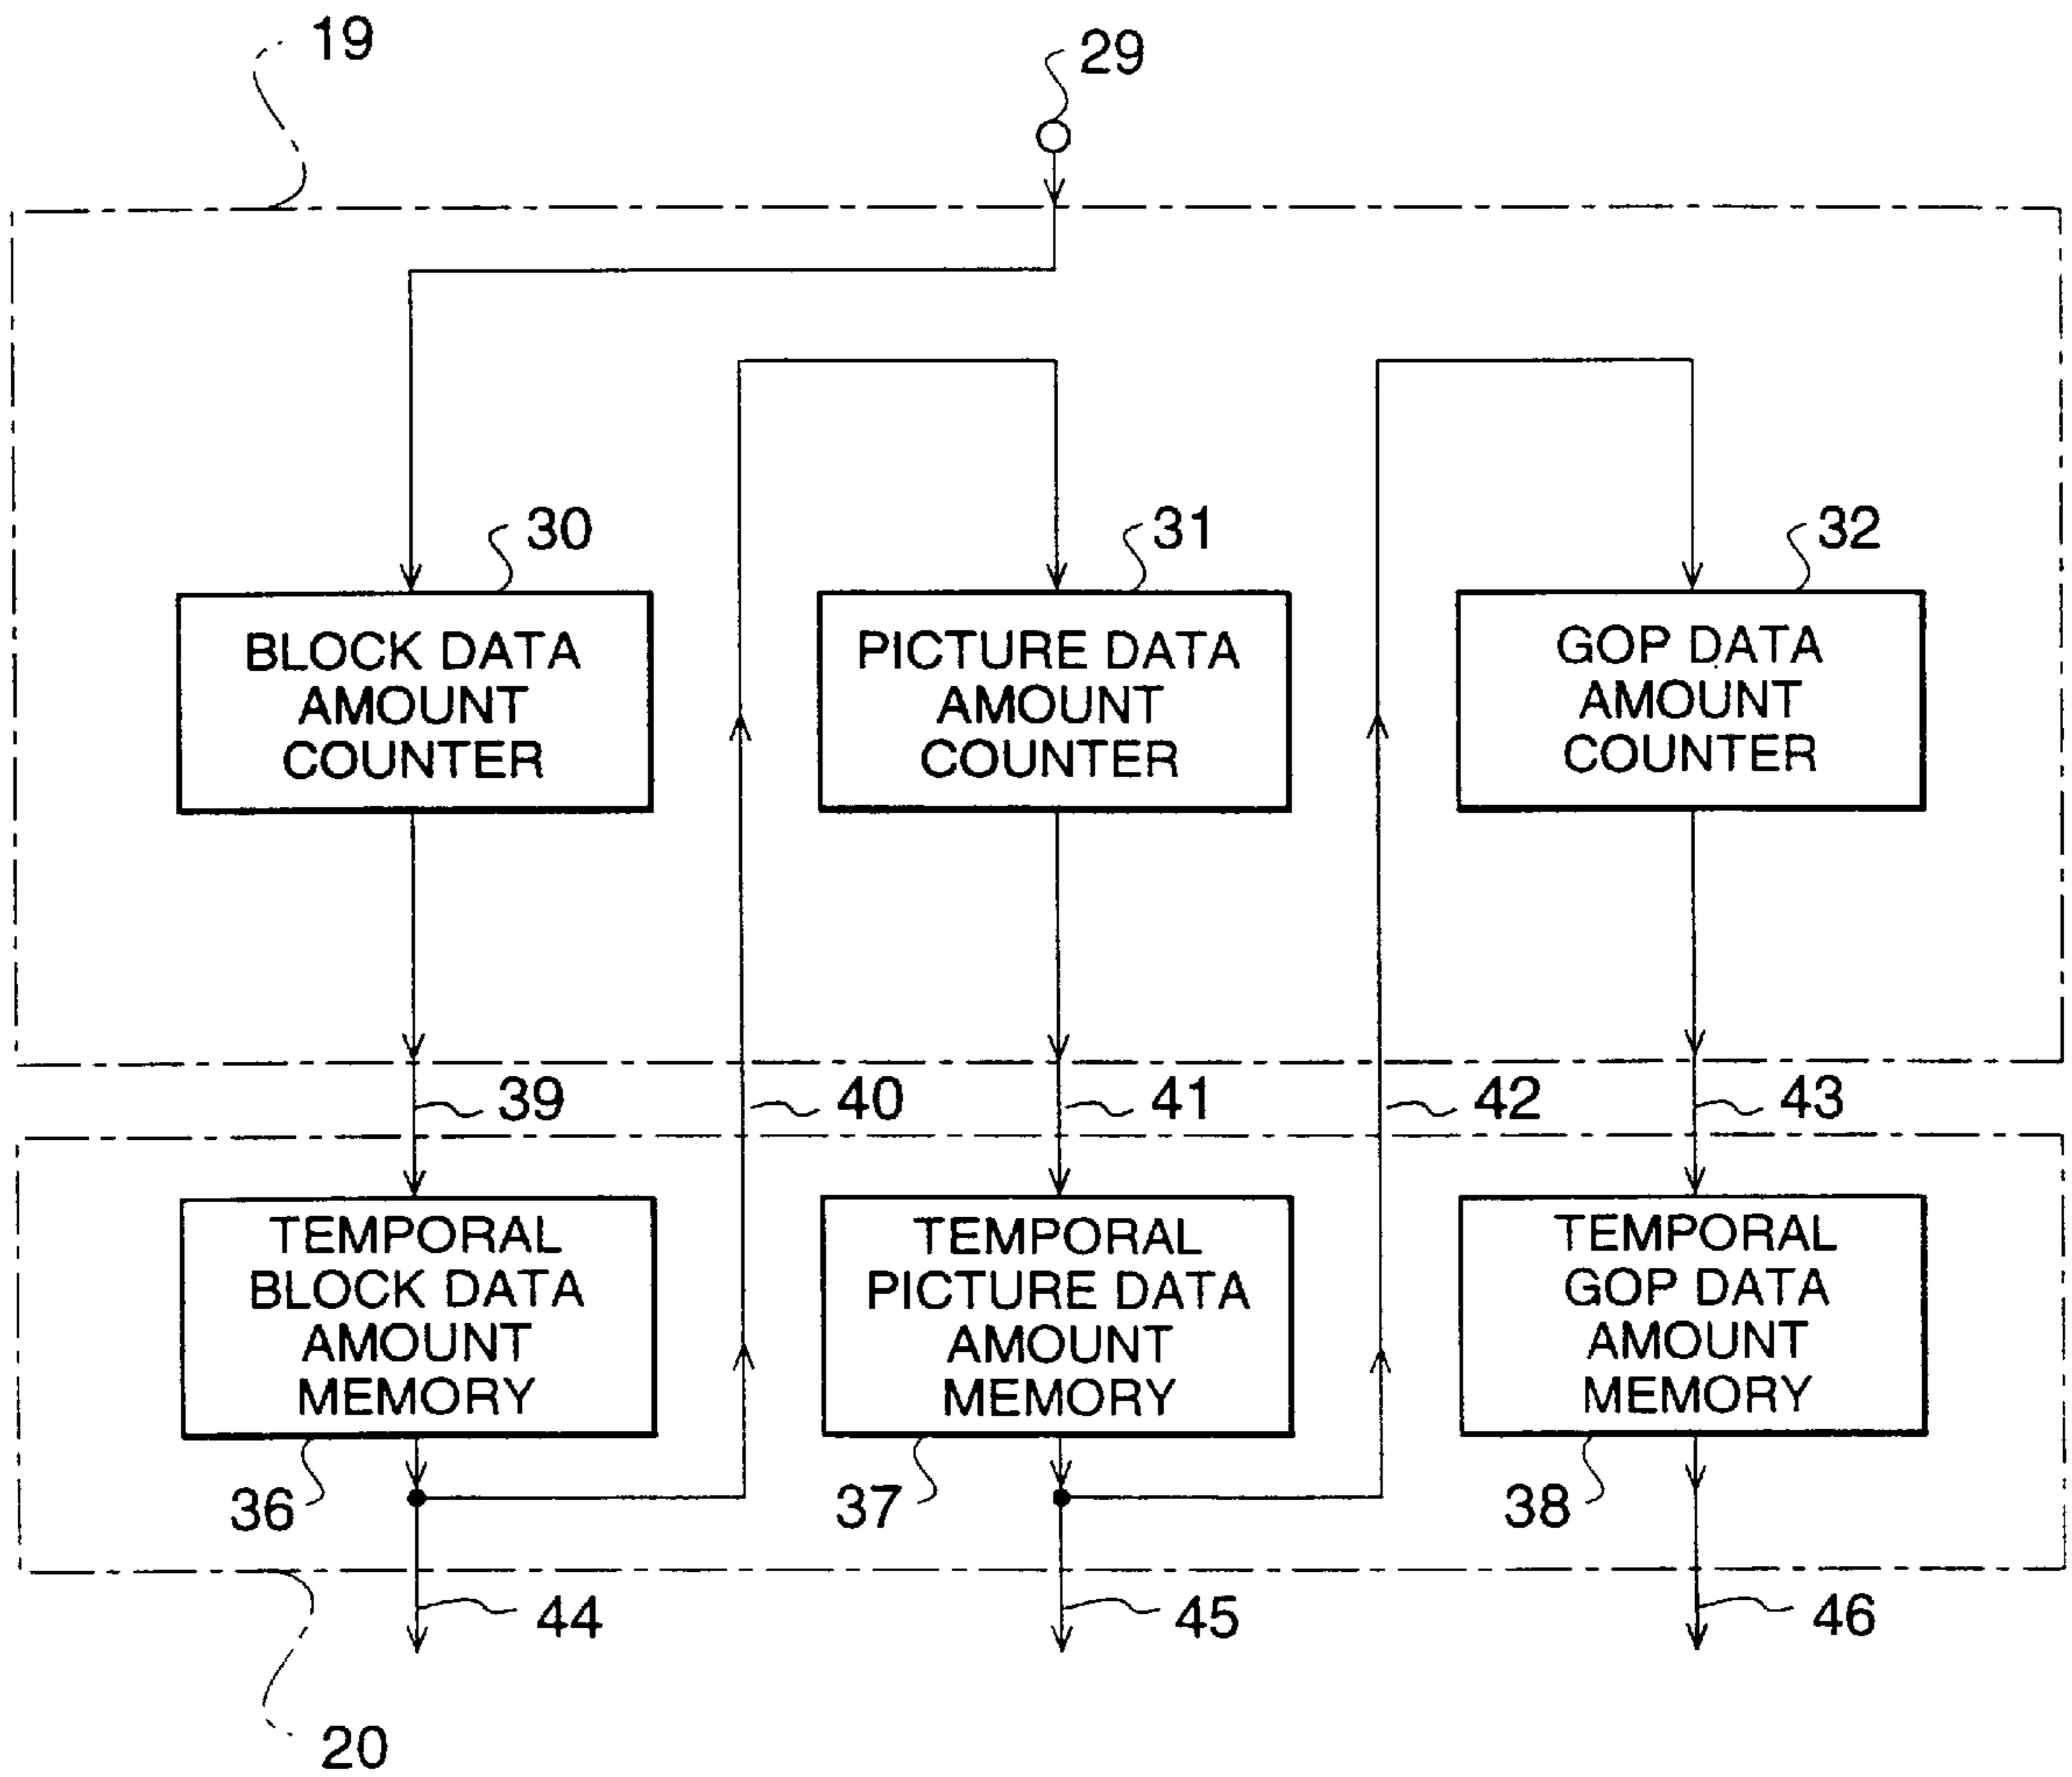 19
29
30
31
32
BLOCK DATA
AMOUNT
COUNTER
PICTURE DATA
AMOUNT
COUNTER
GOP DATA
AMOUNT
COUNTER
39
40
41
42
43
TEMPORAL
BLOCK DATA
AMOUNT
MEMORY
TEMPORAL
PICTURE DATA
AMOUNT
MEMORY
TEMPORAL
GOP DATA
AMOUNT
MEMORY
36
37
38
44
45
46
20